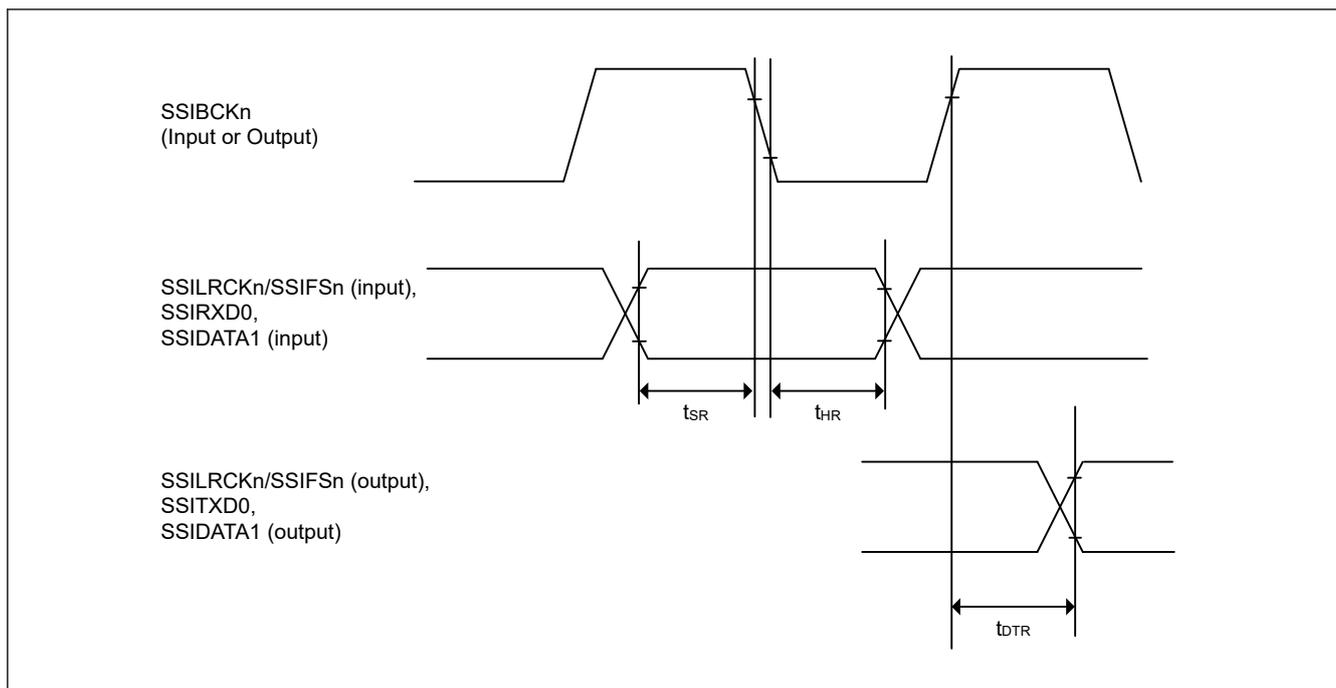 SSIBCKn
(Input or Output)
SSILRCKn/SSIFSn (input),
SSIRXD0,
SSIDATA1 (input)
tSR
tHR
SSILRCKn/SSIFSn (output),
SSITXD0,
SSIDATA1 (output)
tDTR